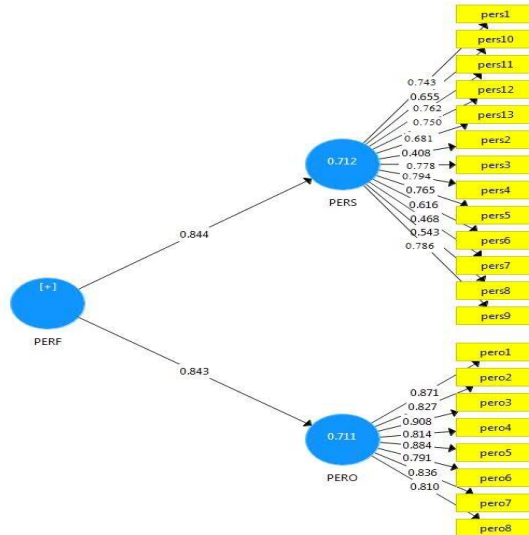 pers1
pers10
pers11
pers12
pers13
pers2
pers3
pers4
pers5
pers6
pers7
pers8
pers9
0.743
0.655
0.762
0.750
0.681
0.408
0.778
0.794
0.765
0.616
0.468
0.543
0.786
0.712
PERS
0.844
[+]
PERF
0.843
0.711
PERO
0.871
0.827
0.908
0.814
0.884
0.791
0.836
0.810
pero1
pero2
pero3
pero4
pero5
pero6
pero7
pero8